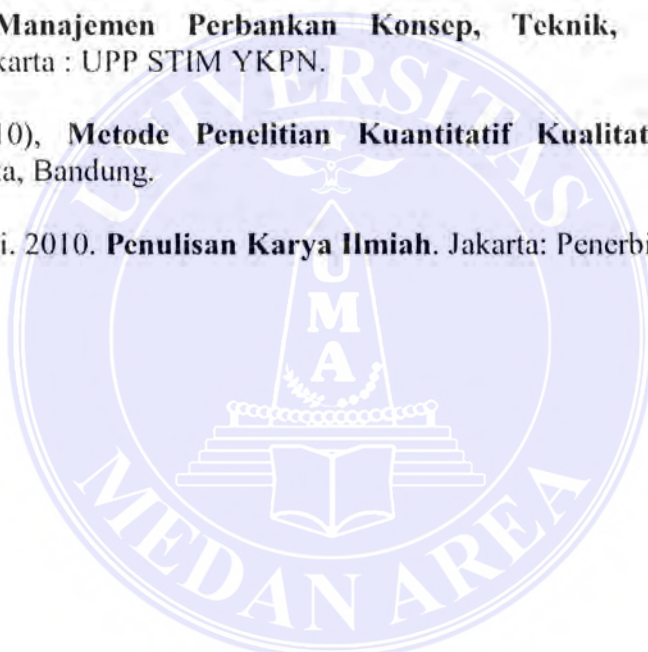 Manajemen Perbankan Konsep, Teknik,
karta : UPP STIM YKPN.
10), Metode Penelitian Kuantitatif Kualitat
ta, Bandung.
i. 2010. Penulisan Karya Ilmiah. Jakarta: Penerbi
UNIVERSITAS
UMA
MEDAN AREA